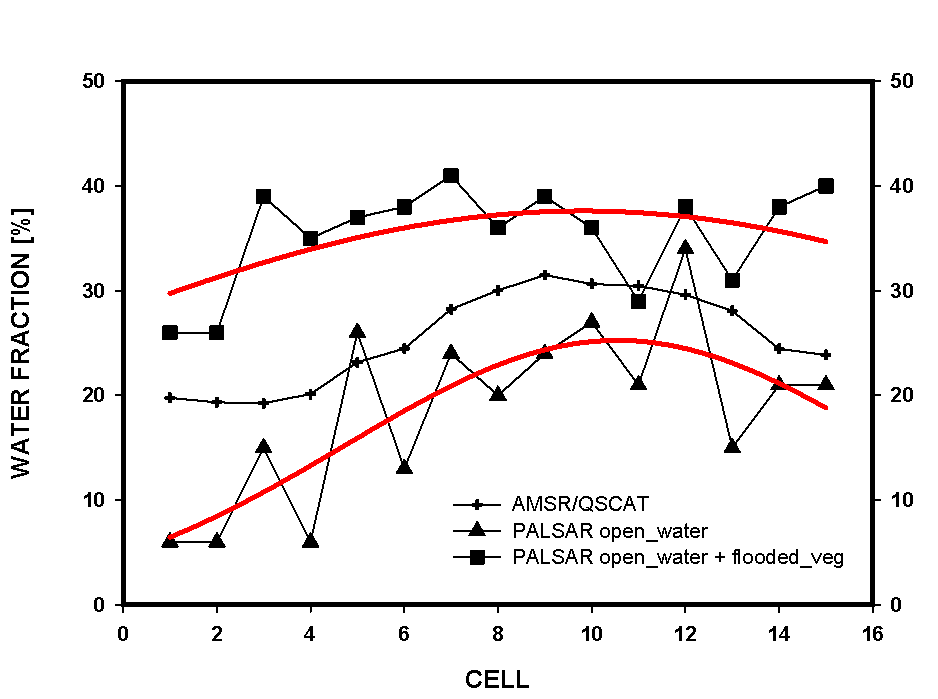 50 50
40 40
WATER FRACTION [%]
30 30
20 20
10 10
AMSR/QSCAT
PALSAR open_water
PALSAR open_water + flooded_veg
0 0
0 2 4 6 8 10 12 14 16
CELL